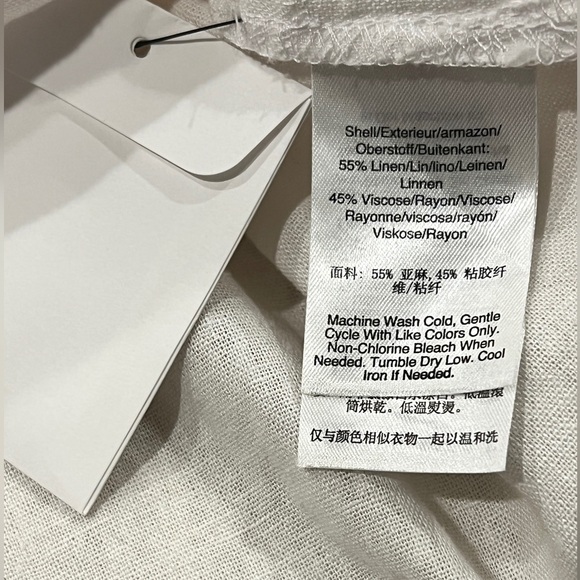 Shell/Exterieur/armazon/
Oberstoff/Buitenkant:
55% Linen/Lin/lino/Leinen/
Linnen
45% Viscose/Rayon/Viscose/
Rayonne/viscosa/rayón/
Viskose/Rayon
面料: 55% 亚麻,45% 粘胶纤
维/粘纤
Machine Wash Cold, Gentle
Cycle With Like Colors Only.
Non-Chlorine Bleach When
Needed. Tumble Dry Low. Cool
Iron If Needed.
筒烘乾。低溫熨燙。
仅与颜色相似衣物一起以温和洗